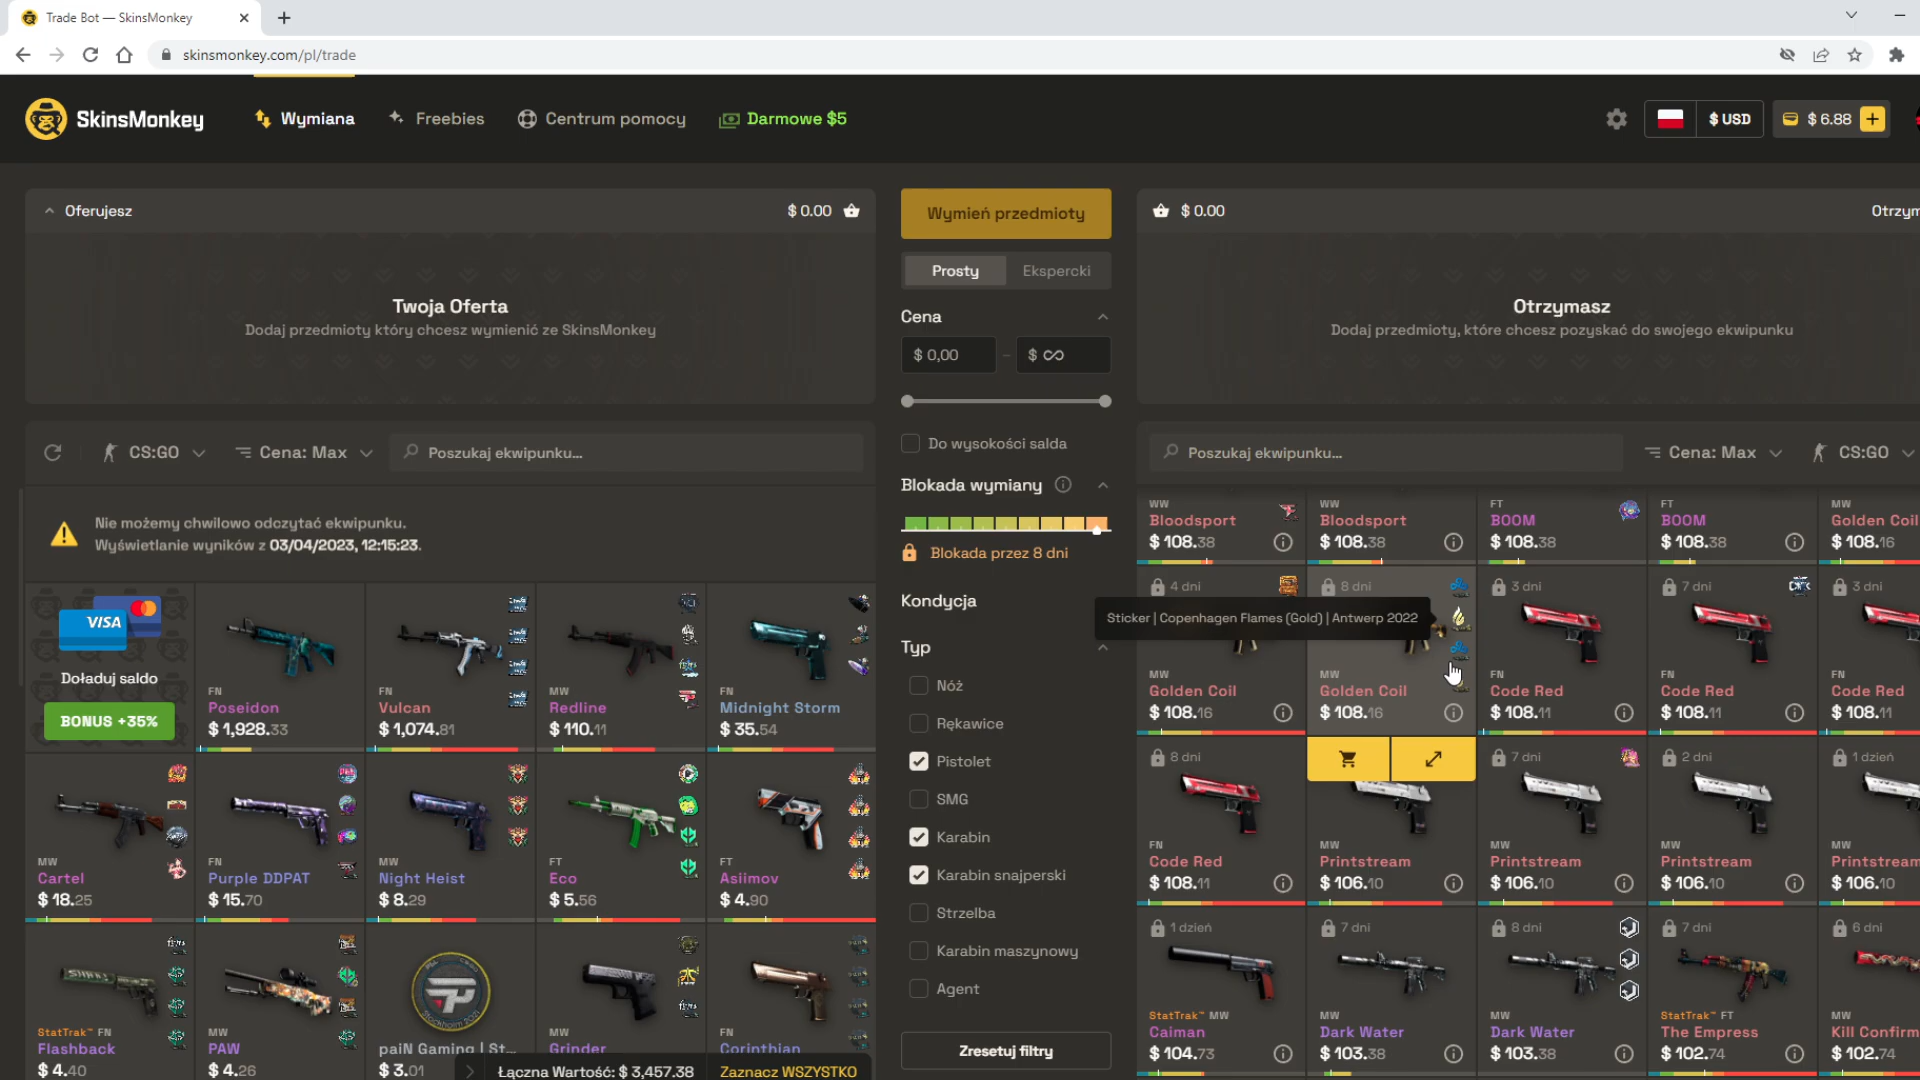 Trade Bot — SkinsMonkey
skinsmonkey.com/pl/trade
SkinsMonkey
Wymiana
Freebies
Centrum pomocy
Darmowe $5
$ USD
$ 6.88
Oferujesz
$ 0.00
Twoja Oferta
Dodaj przedmioty który chcesz wymienić ze SkinsMonkey
Wymień przedmioty
Prosty
Ekspercki
Cena
$ 0,00
–
$ ∞
Do wysokości salda
Blokada wymiany
Blokada przez 8 dni
Kondycja
Typ
Nóż
Rękawice
Pistolet
SMG
Karabin
Karabin snajperski
Strzelba
Karabin maszynowy
Agent
Zresetuj filtry
$ 0.00
Otrzym
Otrzymasz
Dodaj przedmioty, które chcesz pozyskać do swojego ekwipunku
CS:GO
Cena: Max
Poszukaj ekwipunku...
Nie możemy chwilowo odczytać ekwipunku.
Wyświetlanie wyników z 03/04/2023, 12:15:23.
VISA
Doładuj saldo
BONUS +35%
FN
Poseidon
$ 1,928.33
FN
Vulcan
$ 1,074.81
MW
Redline
$ 110.11
FN
Midnight Storm
$ 35.54
MW
Cartel
$ 18.25
FN
Purple DDPAT
$ 15.70
MW
Night Heist
$ 8.29
FT
Eco
$ 5.56
FT
Asiimov
$ 4.90
StatTrak™ FN
Flashback
$ 4.40
MW
PAW
$ 4.26
paiN Gaming | St...
$ 3.01
MW
Grinder
FN
Corinthian
Łączna Wartość: $ 3,457.38
Zaznacz WSZYSTKO
Poszukaj ekwipunku...
Cena: Max
CS:GO
WW
Bloodsport
$ 108.38
WW
Bloodsport
$ 108.38
FT
BOOM
$ 108.38
FT
BOOM
$ 108.38
MW
Golden Coil
$ 108.16
4 dni
MW
Golden Coil
$ 108.16
8 dni
Sticker | Copenhagen Flames (Gold) | Antwerp 2022
MW
Golden Coil
$ 108.16
3 dni
FN
Code Red
$ 108.11
7 dni
FN
Code Red
$ 108.11
3 dni
FN
Code Red
$ 108.11
8 dni
FN
Code Red
$ 108.11
MW
Printstream
$ 106.10
7 dni
MW
Printstream
$ 106.10
2 dni
MW
Printstream
$ 106.10
1 dzień
MW
Printstream
$ 106.10
1 dzień
StatTrak™ MW
Caiman
$ 104.73
7 dni
MW
Dark Water
$ 103.38
8 dni
MW
Dark Water
$ 103.38
7 dni
StatTrak™ FT
The Empress
$ 102.74
6 dni
MW
Kill Confirm
$ 102.74